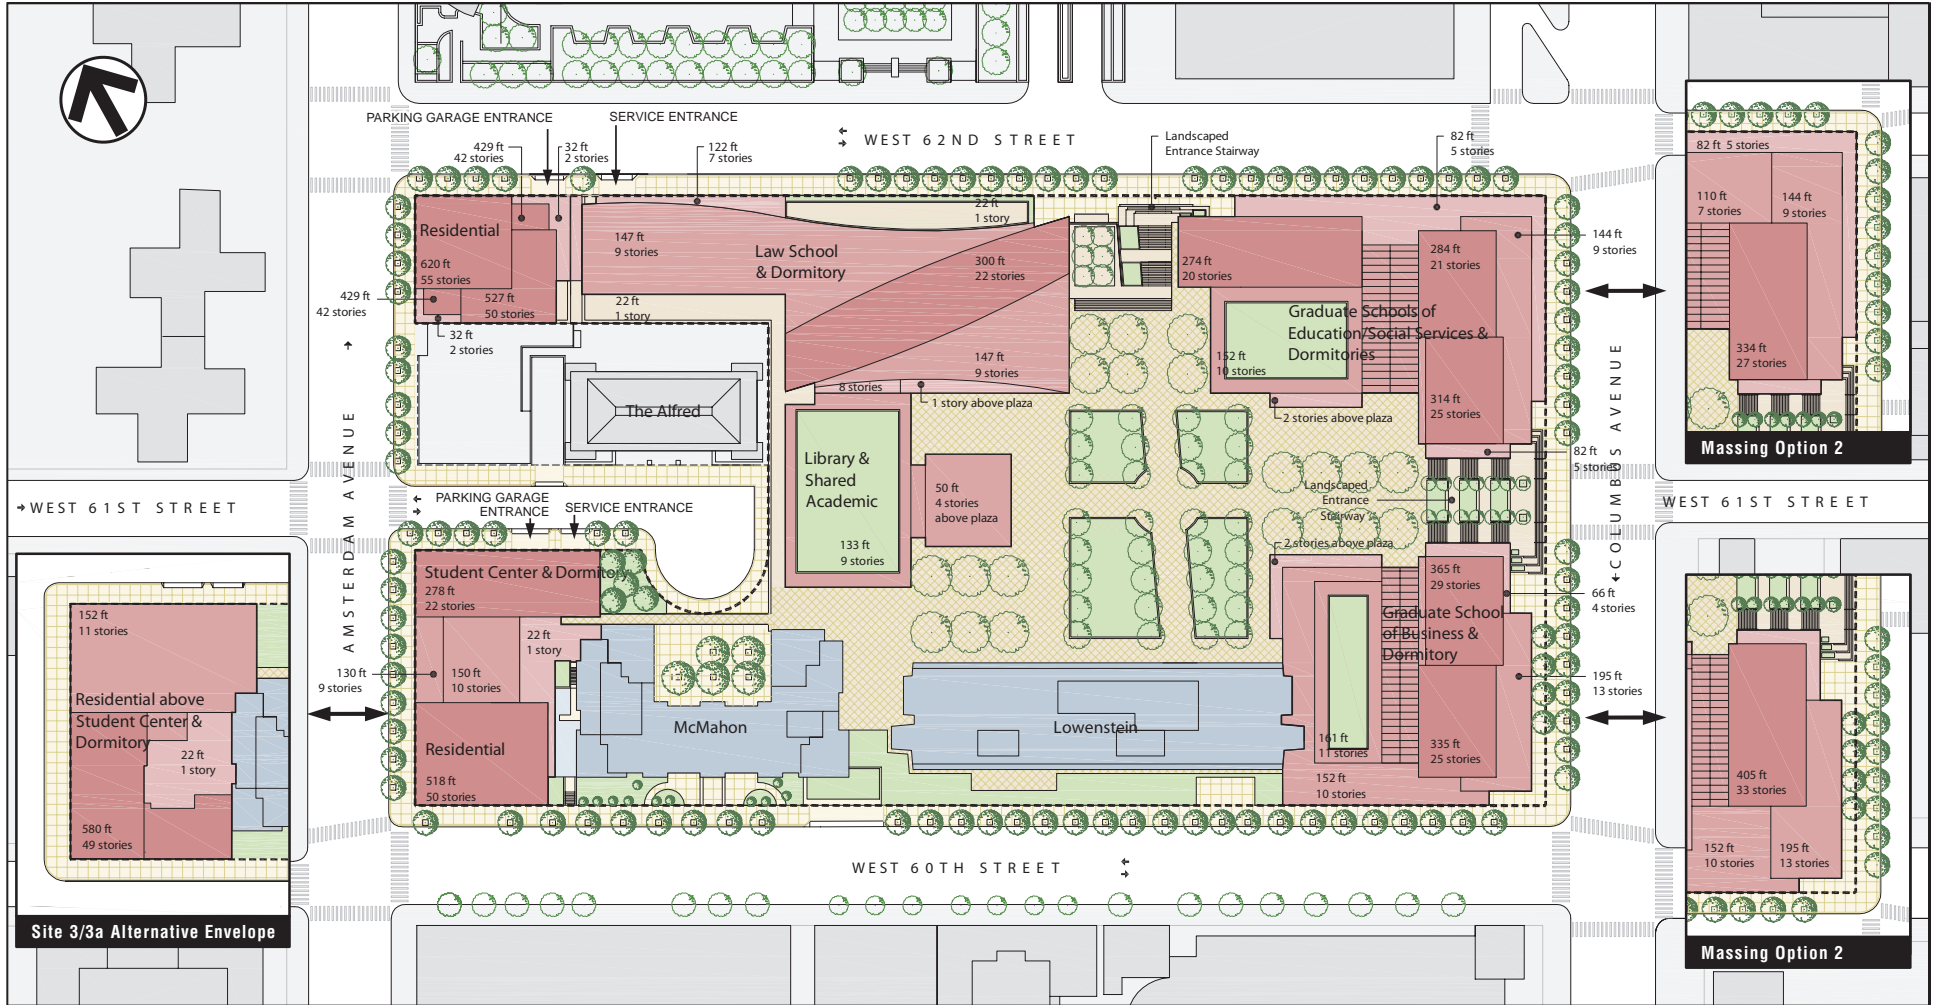 PARKING GARAGE ENTRANCE
SERVICE ENTRANCE
WEST 62ND STREET
Landscaped
Entrance Stairway
82 ft
5 stories
429 ft
42 stories
32 ft
2 stories
122 ft
7 stories
22 ft
1 story
Residential
620 ft
55 stories
429 ft
42 stories
527 ft
50 stories
32 ft
2 stories
147 ft
9 stories
Law School
& Dormitory
300 ft
22 stories
22 ft
1 story
147 ft
9 stories
8 stories
1 story above plaza
274 ft
20 stories
284 ft
21 stories
144 ft
9 stories
Graduate Schools of
Education/Social Services &
Dormitories
152 ft
10 stories
314 ft
25 stories
2 stories above plaza
82 ft
5 stories
The Alfred
Library &
Shared
Academic
133 ft
9 stories
50 ft
4 stories
above plaza
Landscaped
Entrance
Stairway
2 stories above plaza
AMSTERDAM AVENUE
COLUMBUS AVENUE
WEST 61ST STREET
WEST 61ST STREET
PARKING GARAGE
ENTRANCE
SERVICE ENTRANCE
Student Center & Dormitory
278 ft
22 stories
22 ft
1 story
130 ft
9 stories
150 ft
10 stories
Residential
518 ft
50 stories
McMahon
Lowenstein
365 ft
29 stories
66 ft
4 stories
Graduate School
of Business &
Dormitory
195 ft
13 stories
161 ft
11 stories
335 ft
25 stories
152 ft
10 stories
WEST 60TH STREET
152 ft
11 stories
Residential above
Student Center &
Dormitory
22 ft
1 story
580 ft
49 stories
Site 3/3a Alternative Envelope
82 ft 5 stories
110 ft
7 stories
144 ft
9 stories
334 ft
27 stories
Massing Option 2
405 ft
33 stories
152 ft
10 stories
195 ft
13 stories
Massing Option 2